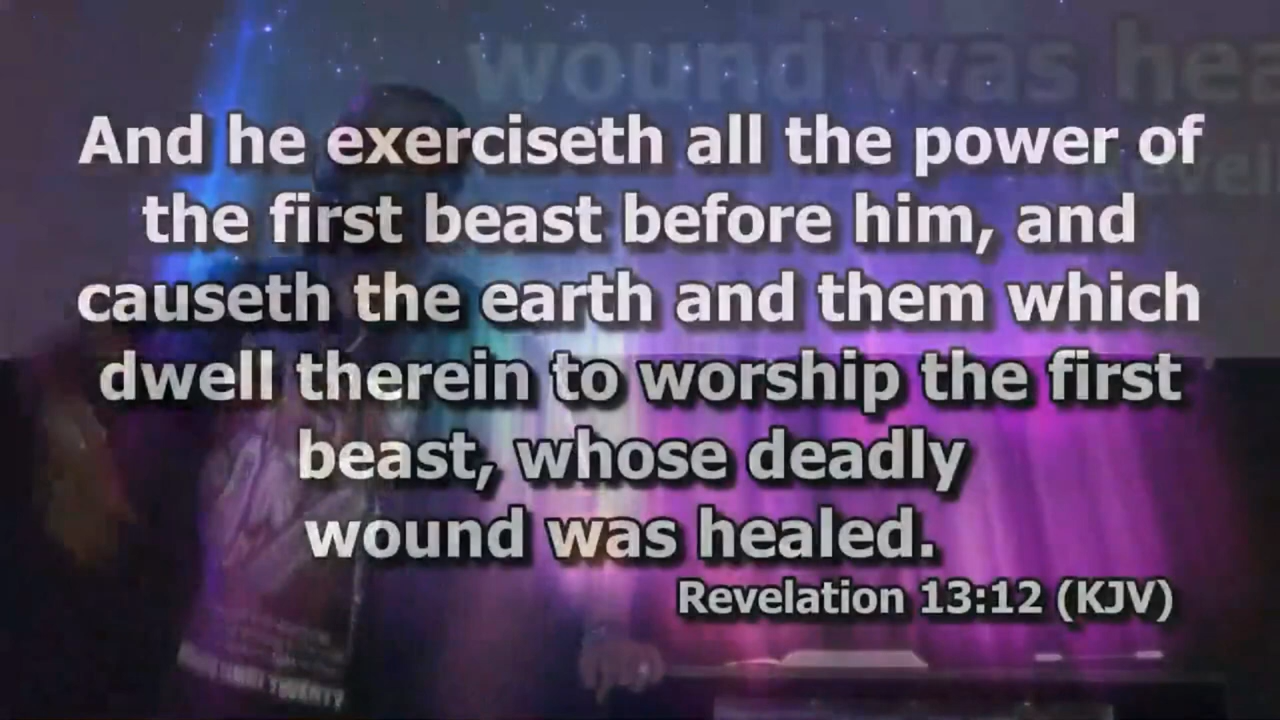 wound was hea
Reveli
And he exerciseth all the power of
the first beast before him, and
causeth the earth and them which
dwell therein to worship the first
beast, whose deadly
wound was healed.
Revelation 13:12 (KJV)